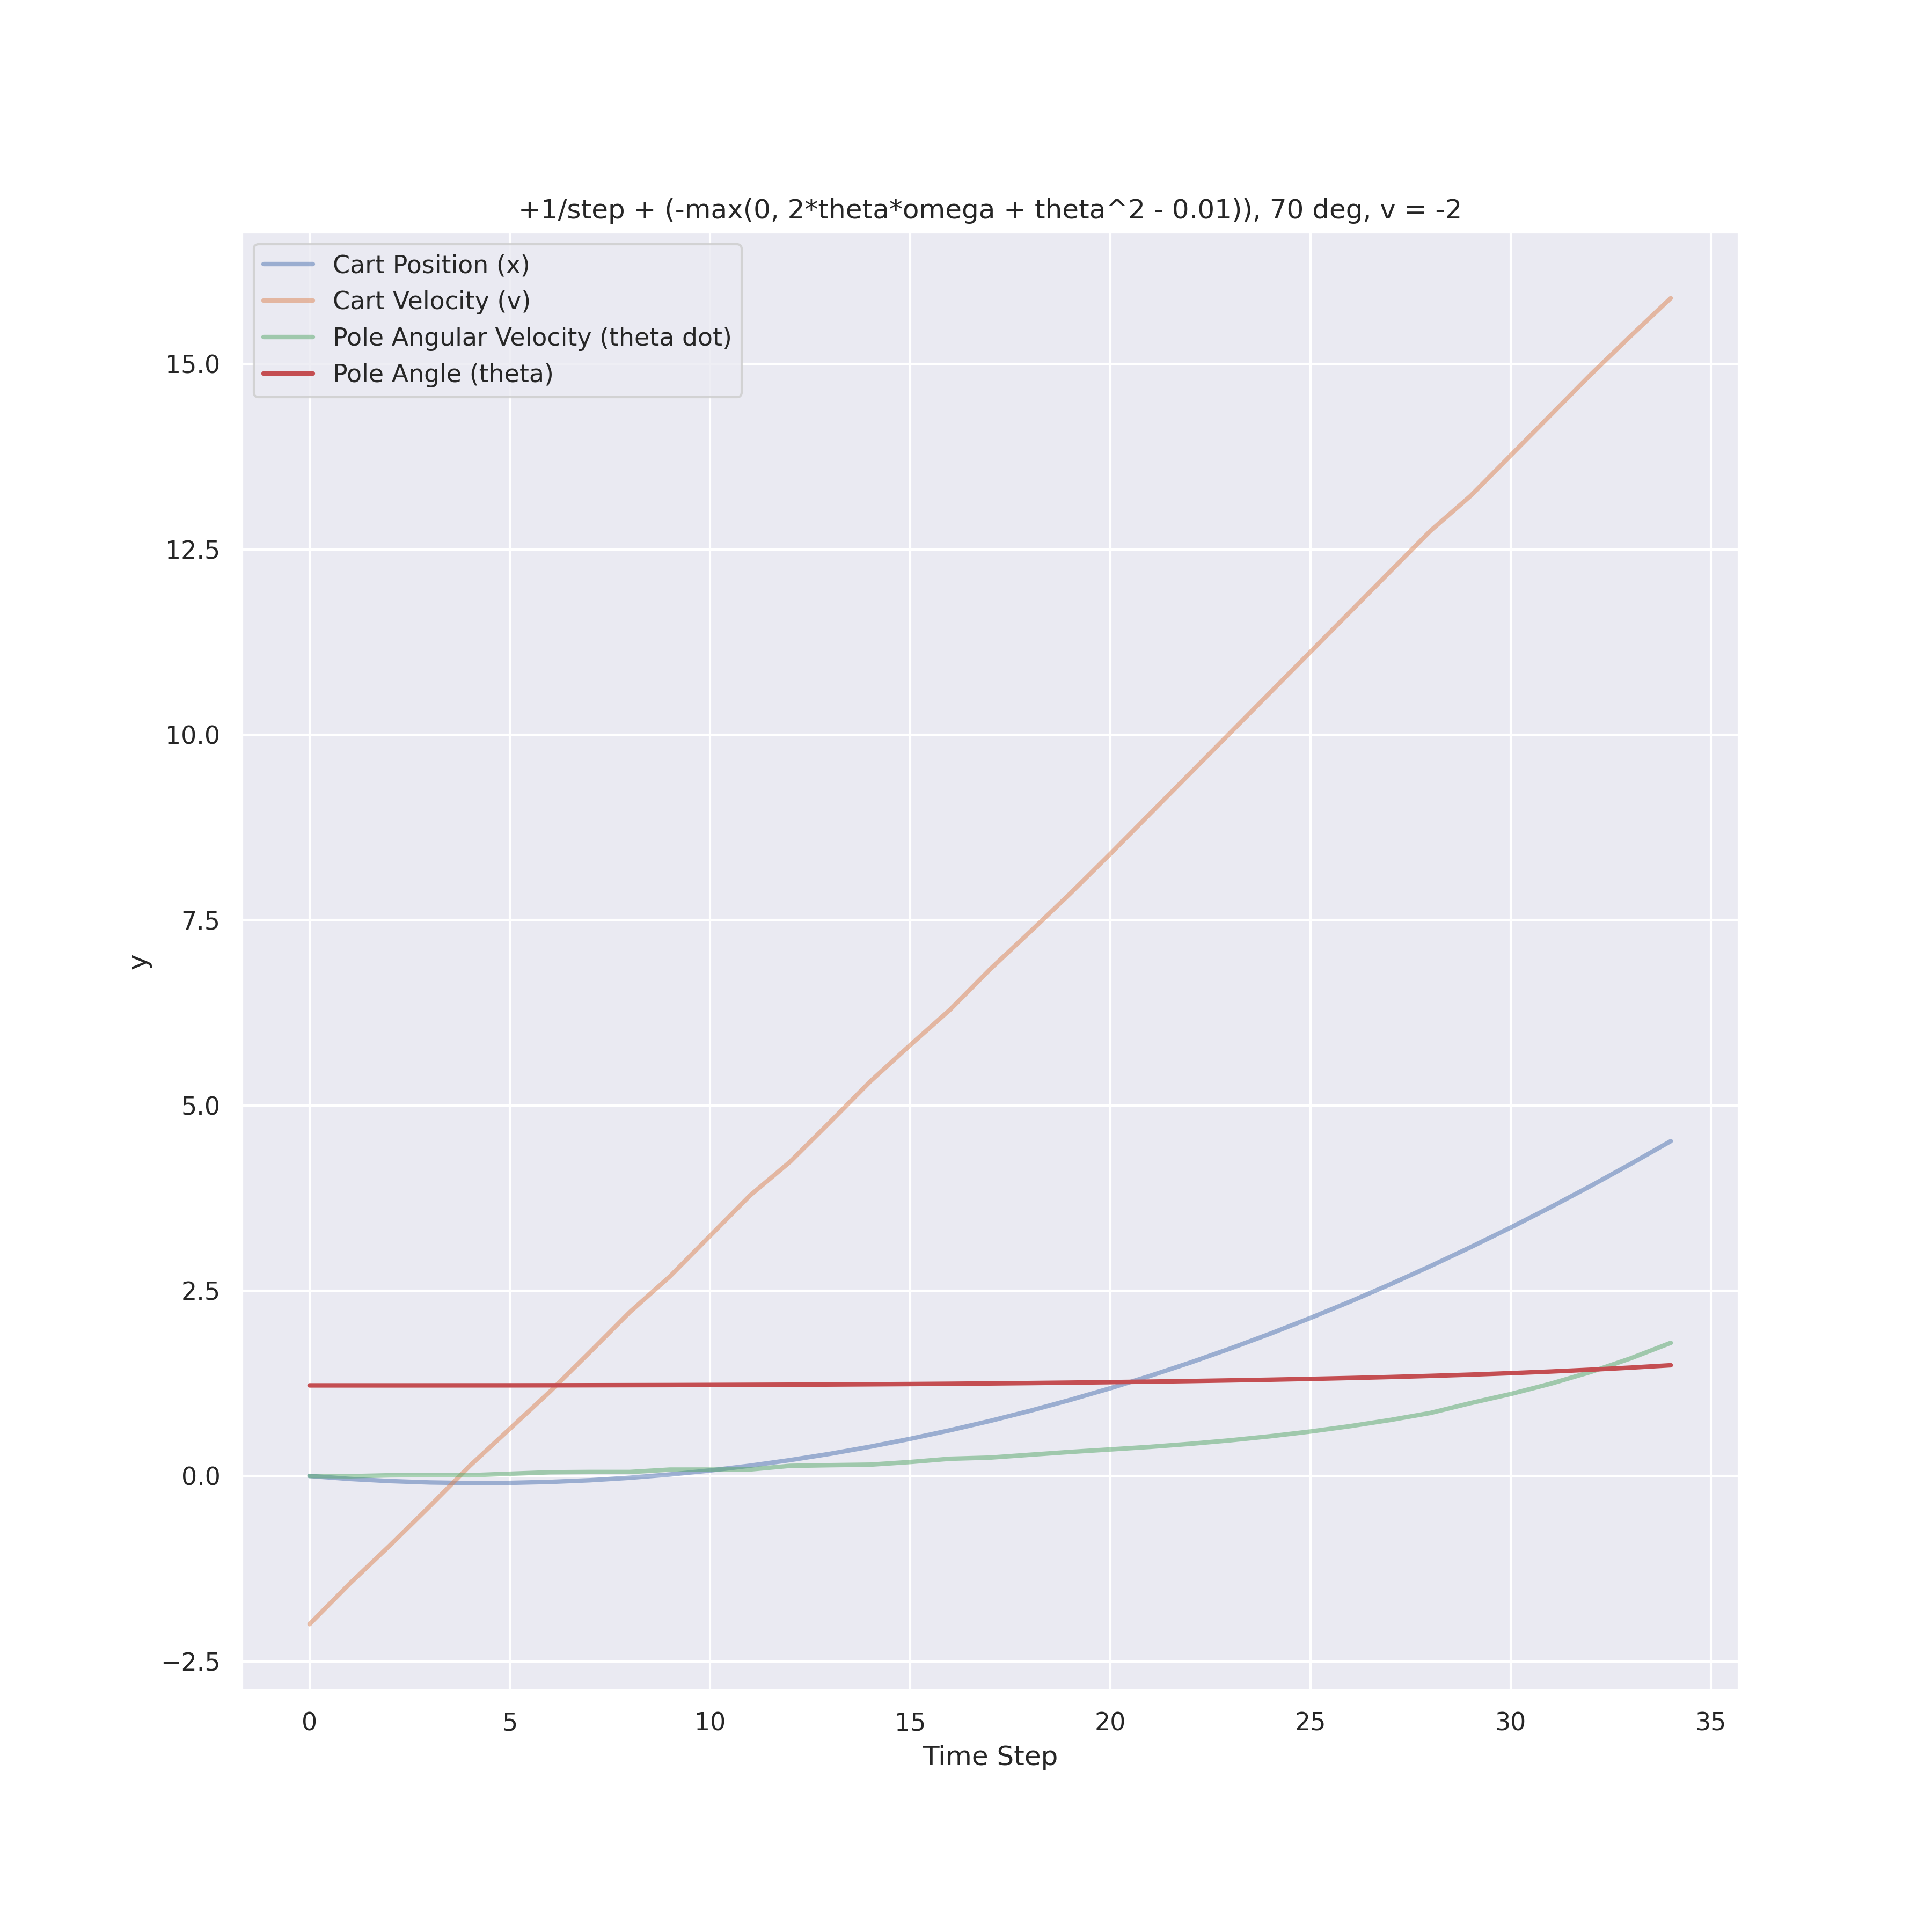 +1/step + (-max(0, 2*theta*omega + theta^2 - 0.01)), 70 deg, v = -2
Cart Position (x)
Cart Velocity (v)
Pole Angular Velocity (theta dot)
Pole Angle (theta)
15.0
12.5
10.0
7.5
5.0
2.5
0.0
−2.5
y
0 5 10 15 20 25 30 35
Time Step